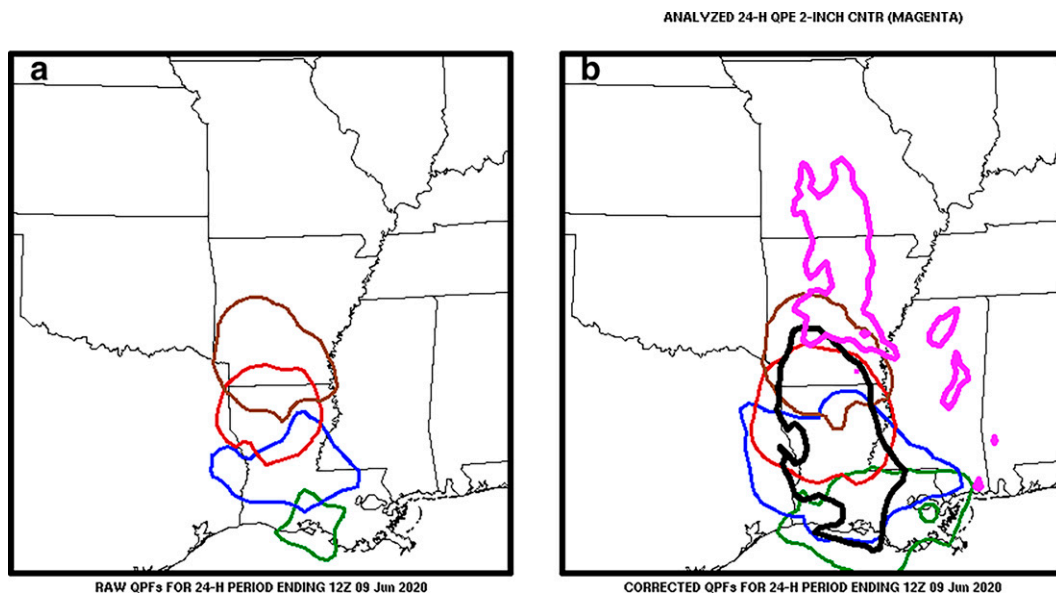 ANALYZED 24-H QPE 2-INCH CNTR (MAGENTA)
a
b
RAW QPFs FOR 24-H PERIOD ENDING 12Z 09 Jun 2020
CORRECTED QPFs FOR 24-H PERIOD ENDING 12Z 09 Jun 2020